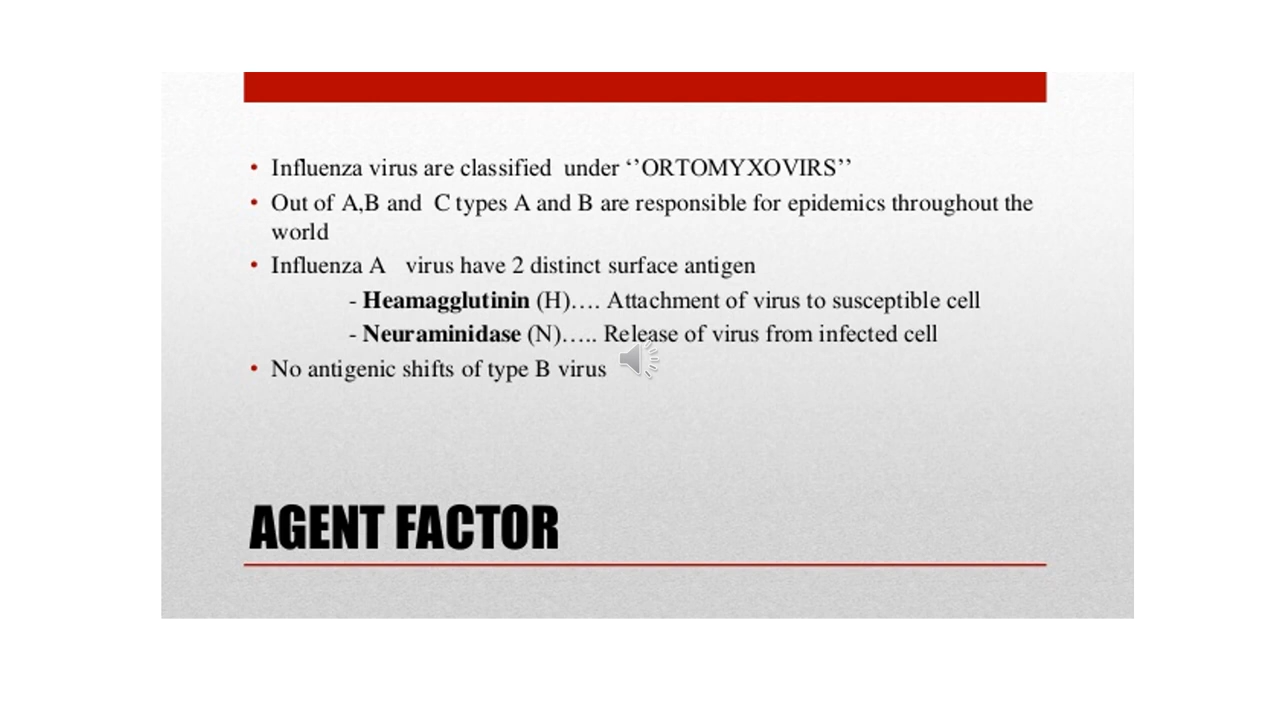 • Influenza virus are classified  under ‘’ORTOMYXOVIRS’’
• Out of A,B and  C types A and B are responsible for epidemics throughout the
world
• Influenza A   virus have 2 distinct surface antigen
- Heamagglutinin (H)…. Attachment of virus to susceptible cell
- Neuraminidase (N)….. Release of virus from infected cell
• No antigenic shifts of type B virus
AGENT FACTOR